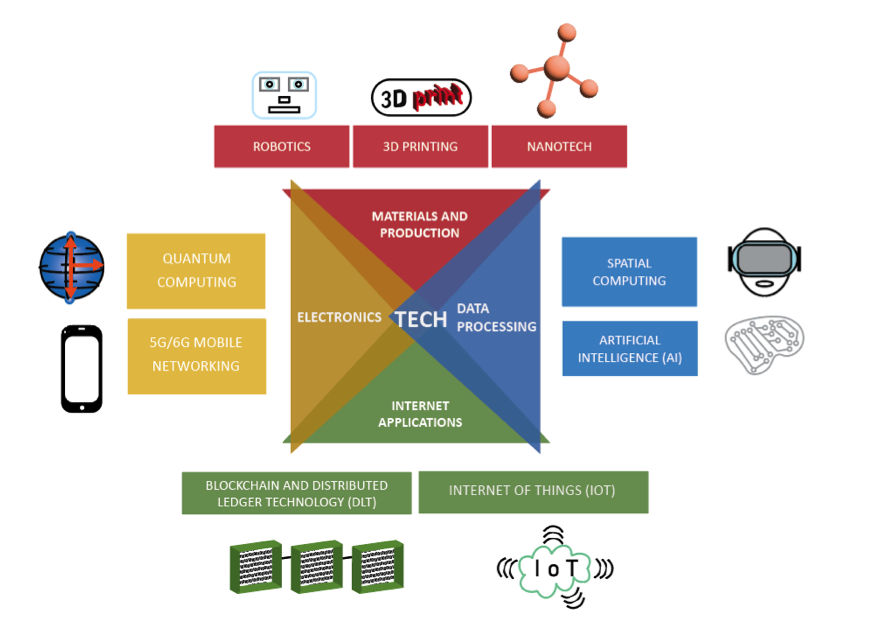 3D print
ROBOTICS
3D PRINTING
NANOTECH
MATERIALS AND
PRODUCTION
QUANTUM
COMPUTING
SPATIAL
COMPUTING
ELECTRONICS
TECH
DATA
PROCESSING
5G/6G MOBILE
NETWORKING
ARTIFICIAL
INTELLIGENCE (AI)
INTERNET
APPLICATIONS
BLOCKCHAIN AND DISTRIBUTED
LEDGER TECHNOLOGY (DLT)
INTERNET OF THINGS (IOT)
IoT